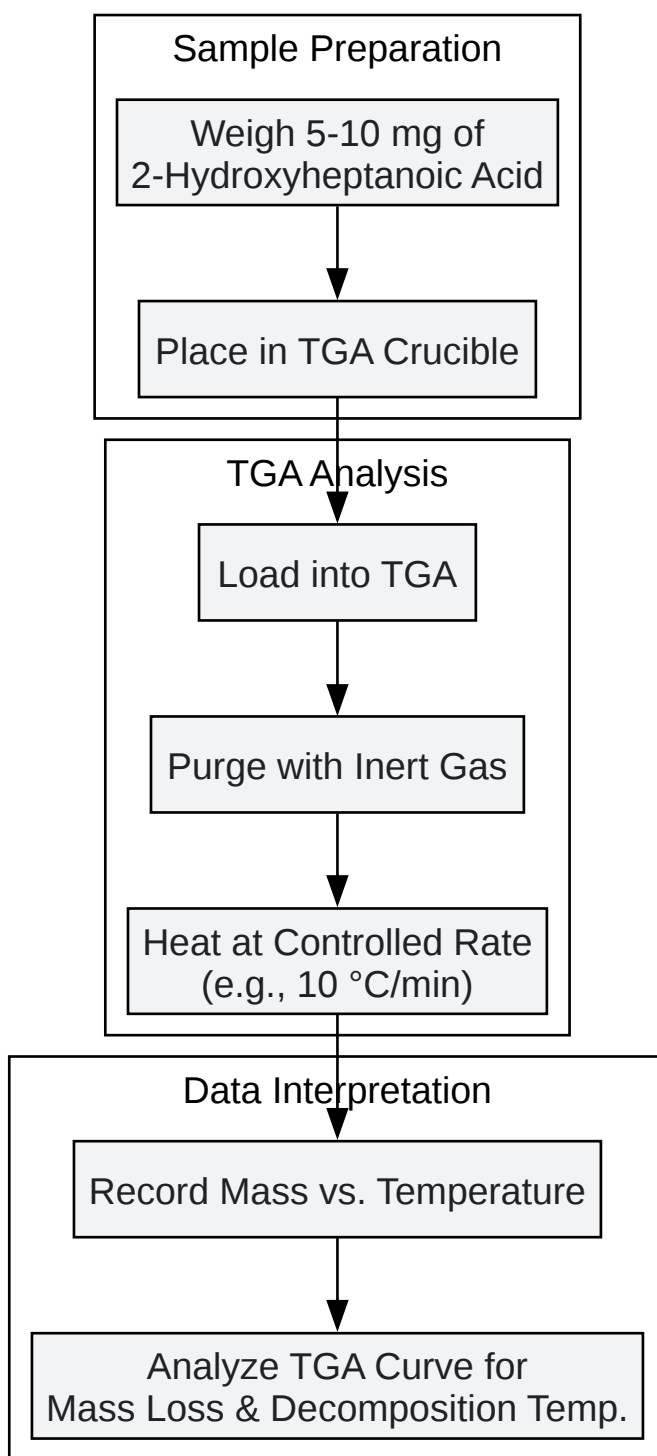 Sample Preparation
Weigh 5-10 mg of
2-Hydroxyheptanoic Acid
Place in TGA Crucible
TGA Analysis
Load into TGA
Purge with Inert Gas
Heat at Controlled Rate
(e.g., 10 °C/min)
Data Interpretation
Record Mass vs. Temperature
Analyze TGA Curve for
Mass Loss & Decomposition Temp.